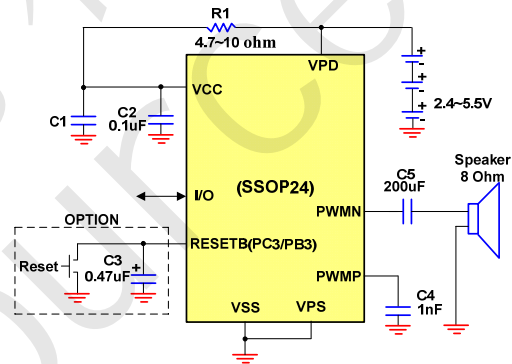 R1
4.7~10 ohm
VPD
+
-
+
-
+
-
2.4~5.5V
VCC
C1
C2
0.1uF
I/O
(SSOP24)
C5
200uF
Speaker
8 Ohm
PWMN
OPTION
RESETB(PC3/PB3)
Reset
C3
0.47uF
+
PWMP
C4
1nF
VSS
VPS